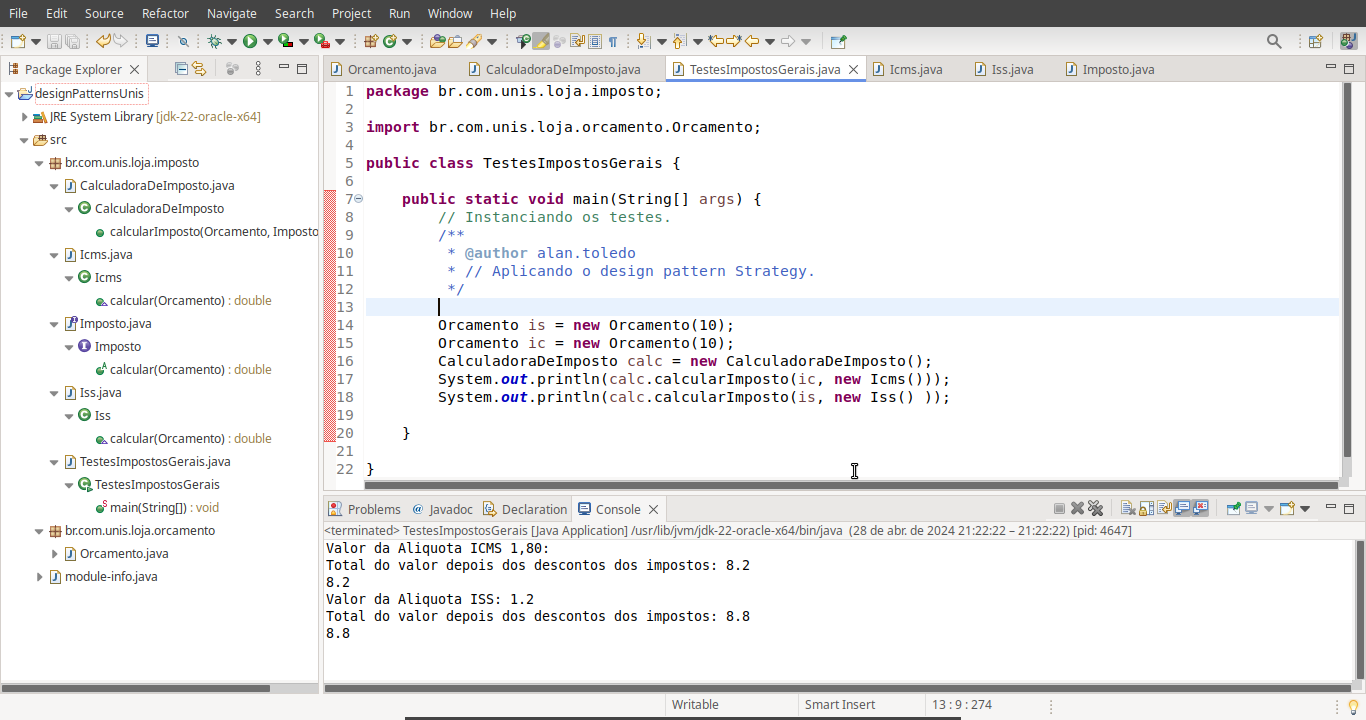 File Edit Source Refactor Navigate Search Project Run Window Help
Package Explorer
designPatternsUnis
JRE System Library [jdk-22-oracle-x64]
src
br.com.unis.loja.imposto
CalculadoraDeImposto.java
CalculadoraDeImposto
calcularImposto(Orcamento, Imposto
Icms.java
Icms
calcular(Orcamento) : double
Imposto.java
Imposto
calcular(Orcamento) : double
Iss.java
Iss
calcular(Orcamento) : double
TestesImpostosGerais.java
TestesImpostosGerais
main(String[]) : void
br.com.unis.loja.orcamento
Orcamento.java
module-info.java
Orcamento.java CalculadoraDeImposto.java TestesImpostosGerais.java Icms.java Iss.java Imposto.java
1 package br.com.unis.loja.imposto;
2
3 import br.com.unis.loja.orcamento.Orcamento;
4
5 public class TestesImpostosGerais {
6
7 public static void main(String[] args) {
8 // Instanciando os testes.
9 /**
10 * @author alan.toledo
11 * // Aplicando o design pattern Strategy.
12 */
13
14 Orcamento is = new Orcamento(10);
15 Orcamento ic = new Orcamento(10);
16 CalculadoraDeImposto calc = new CalculadoraDeImposto();
17 System.out.println(calc.calcularImposto(ic, new Icms()));
18 System.out.println(calc.calcularImposto(is, new Iss() ));
19
20 }
21
22 }
Problems Javadoc Declaration Console
<terminated> TestesImpostosGerais [Java Application] /usr/lib/jvm/jdk-22-oracle-x64/bin/java (28 de abr. de 2024 21:22:22 – 21:22:22) [pid: 4647]
Valor da Aliquota ICMS 1,80:
Total do valor depois dos descontos dos impostos: 8.2
8.2
Valor da Aliquota ISS: 1.2
Total do valor depois dos descontos dos impostos: 8.8
8.8
Writable Smart Insert 13 : 9 : 274